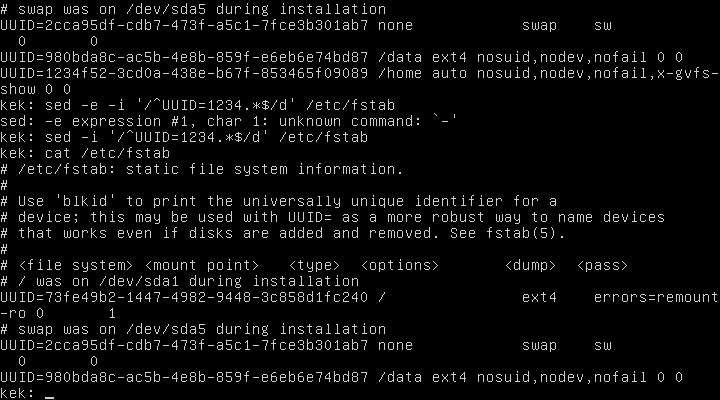 # swap was on /dev/sda5 during installation
UUID=2cca95df-cdb7-473f-a5c1-7fce3b301ab7 none            swap    sw
  0       0
UUID=980bda8c-ac5b-4e8b-859f-e6eb6e74bd87 /data ext4 nosuid,nodev,nofail 0 0
UUID=1234f52-3cd0a-438e-b67f-853465f09089 /home auto nosuid,nodev,nofail,x-gvfs-
show 0 0
kek: sed -e -i '/^UUID=1234.*$/d' /etc/fstab
sed: -e expression #1, char 1: unknown command: `-'
kek: sed -i '/^UUID=1234.*$/d' /etc/fstab
kek: cat /etc/fstab
# /etc/fstab: static file system information.
#
# Use 'blkid' to print the universally unique identifier for a
# device; this may be used with UUID= as a more robust way to name devices
# that works even if disks are added and removed. See fstab(5).
#
# <file system> <mount point>   <type>  <options>       <dump>  <pass>
# / was on /dev/sda1 during installation
UUID=73fe49b2-1447-4982-9448-3c858d1fc240 /               ext4    errors=remount
-ro 0       1
# swap was on /dev/sda5 during installation
UUID=2cca95df-cdb7-473f-a5c1-7fce3b301ab7 none            swap    sw
  0       0
UUID=980bda8c-ac5b-4e8b-859f-e6eb6e74bd87 /data ext4 nosuid,nodev,nofail 0 0
kek: _